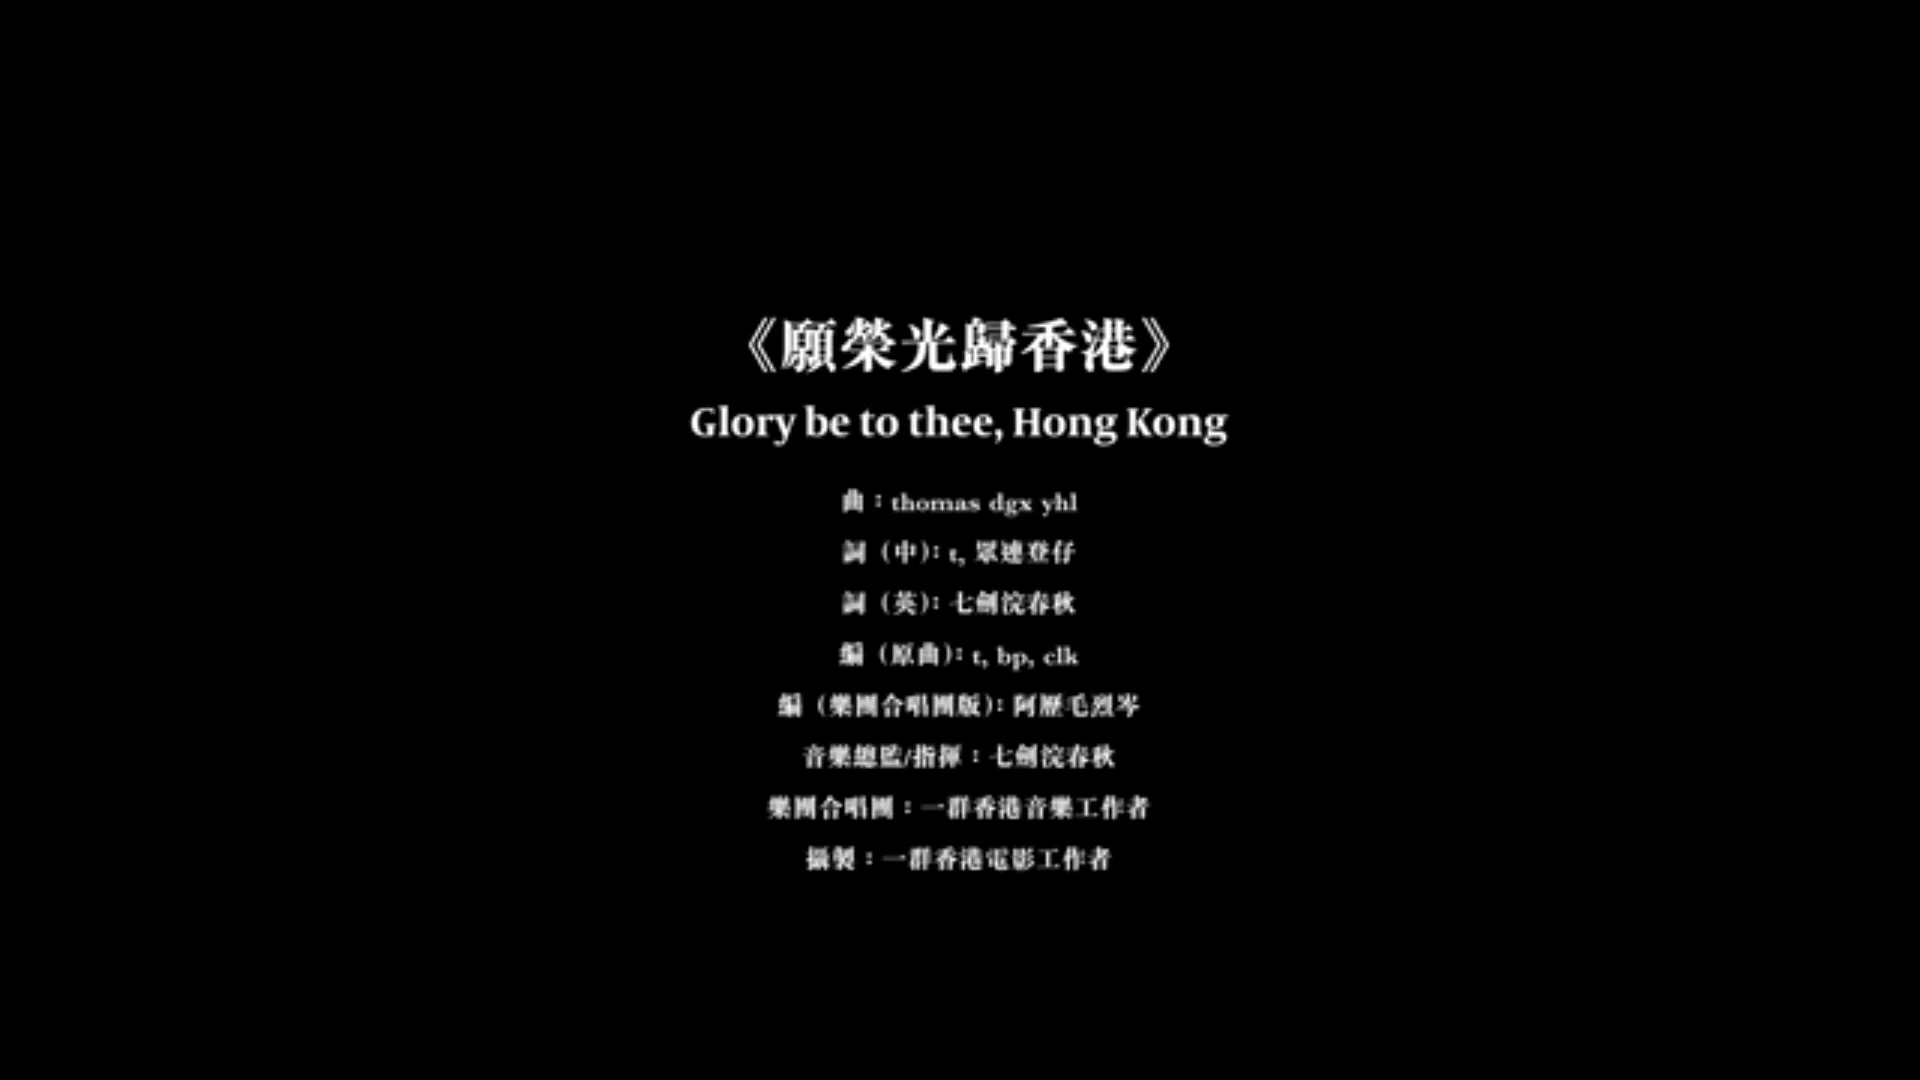 《願榮光歸香港》
Glory be to thee, Hong Kong
曲：thomas dgx yhl
詞（中）：t, 眾連登仔
詞（英）：七劍浣春秋
編（原曲）：t, bp, clk
編（樂團合唱團版）：阿歷毛烈岑
音樂總監/指揮：七劍浣春秋
樂團合唱團：一群香港音樂工作者
攝製：一群香港電影工作者